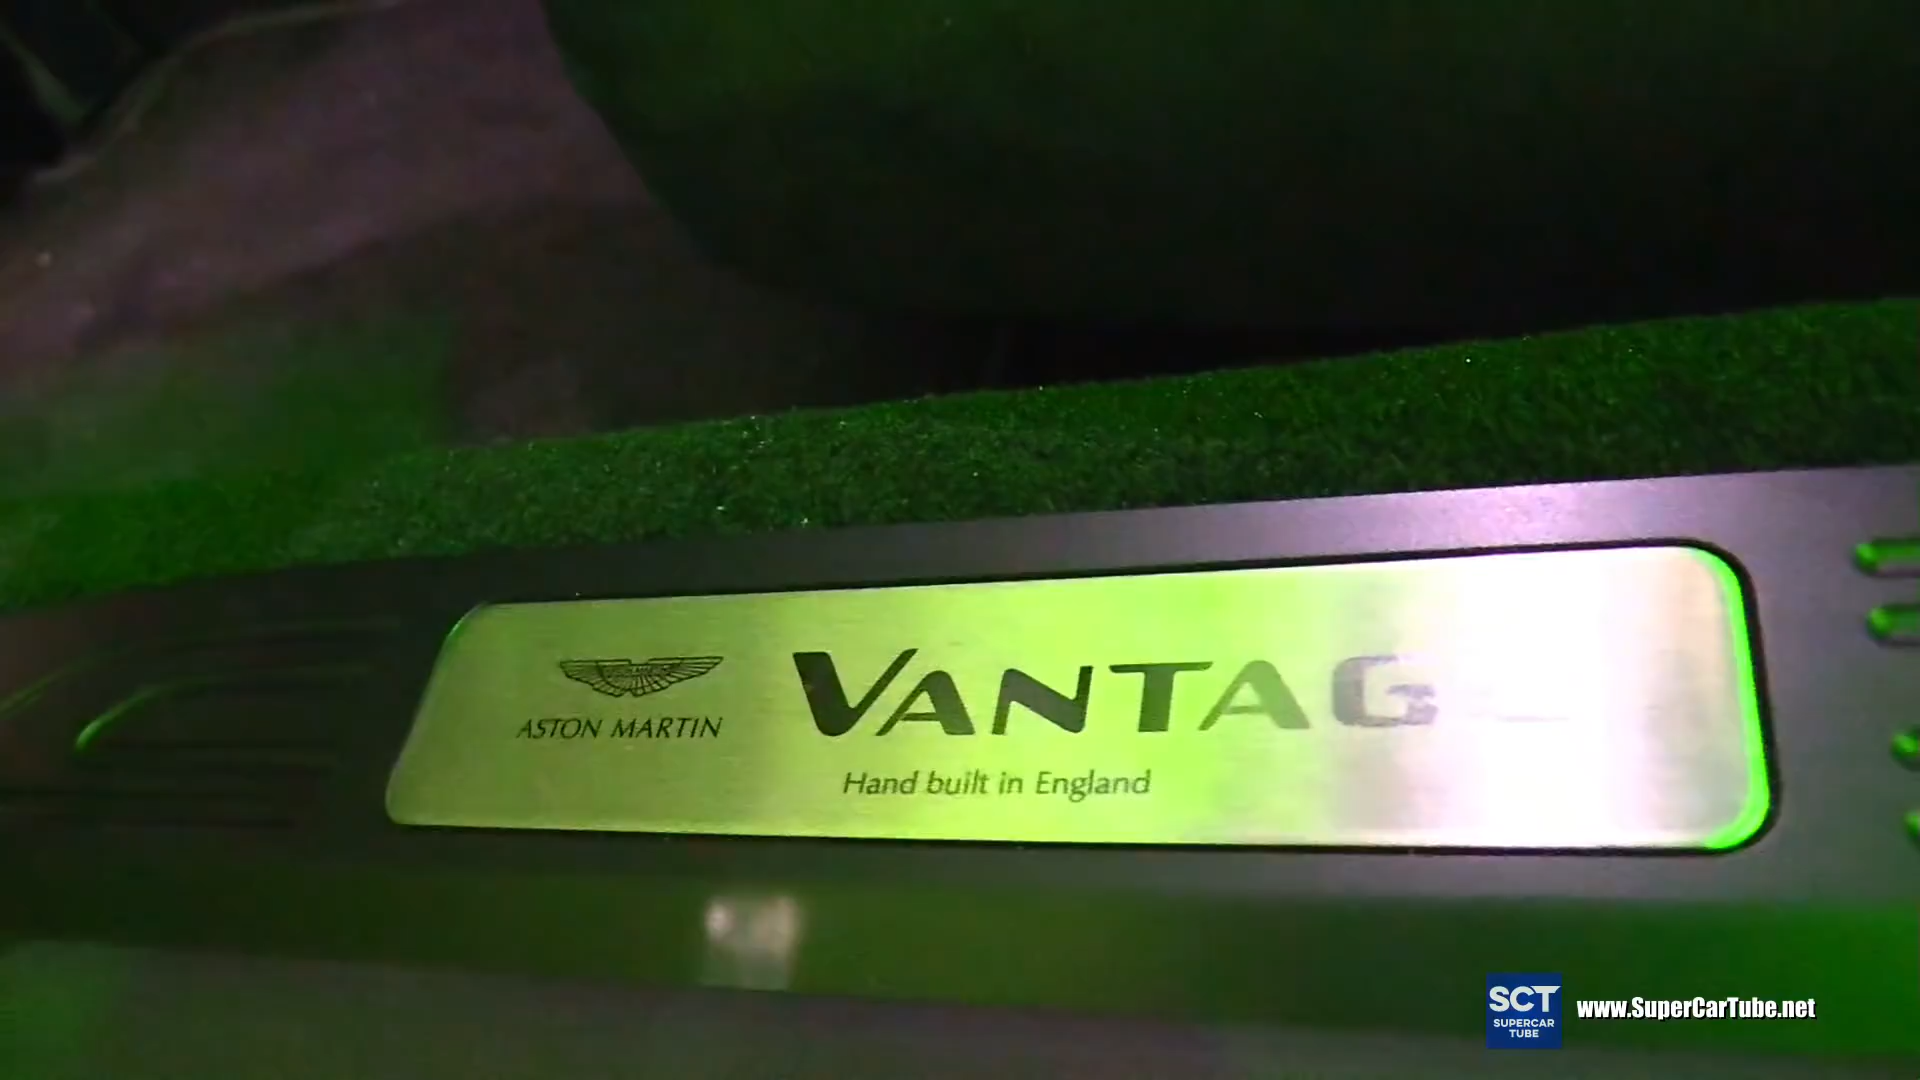 ASTON MARTIN
VANTAG
Hand built in England
SCT
SUPERCAR
TUBE
www.SuperCarTube.net